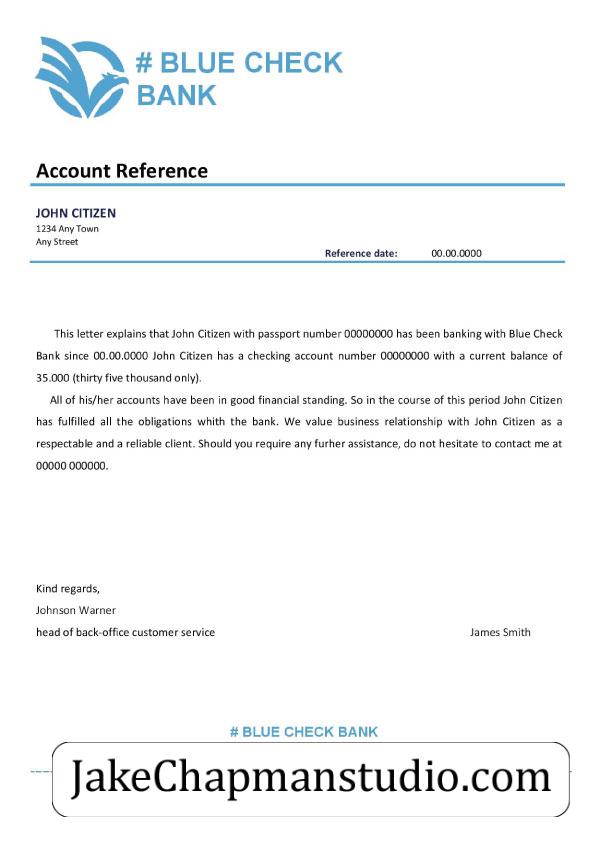 # BLUE CHECK
BANK
Account Reference
JOHN CITIZEN
1234 Any Town
Any Street
Reference date: 00.00.0000
This letter explains that John Citizen with passport number 00000000 has been banking with Blue Check
Bank since 00.00.0000 John Citizen has a checking account number 00000000 with a current balance of
35.000 (thirty five thousand only).
All of his/her accounts have been in good financial standing. So in the course of this period John Citizen
has fulfilled all the obligations whith the bank. We value business relationship with John Citizen as a
respectable and a reliable client. Should you require any furher assistance, do not hesitate to contact me at
00000 000000.
Kind regards,
Johnson Warner
head of back-office customer service James Smith
# BLUE CHECK BANK
JakeChapmanstudio.com